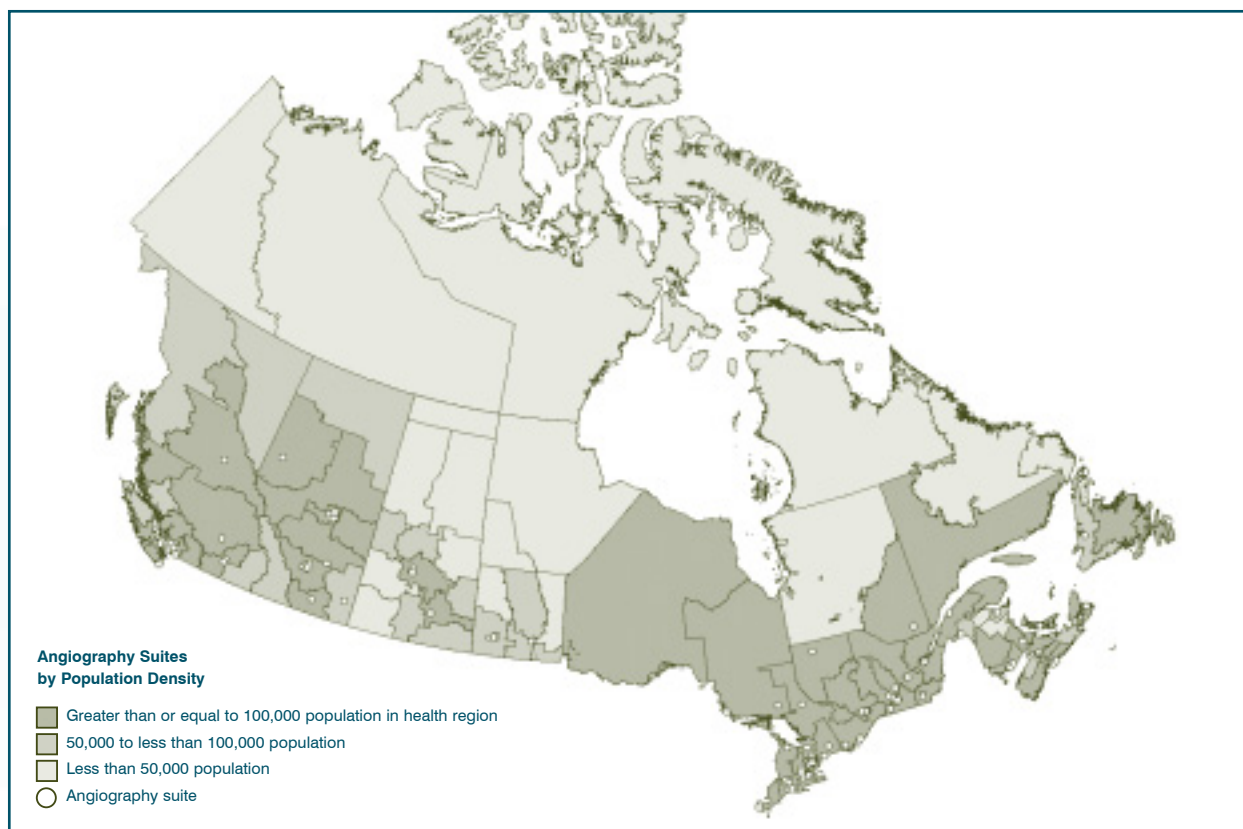 Angiography Suites
by Population Density
Greater than or equal to 100,000 population in health region
50,000 to less than 100,000 population
Less than 50,000 population
Angiography suite